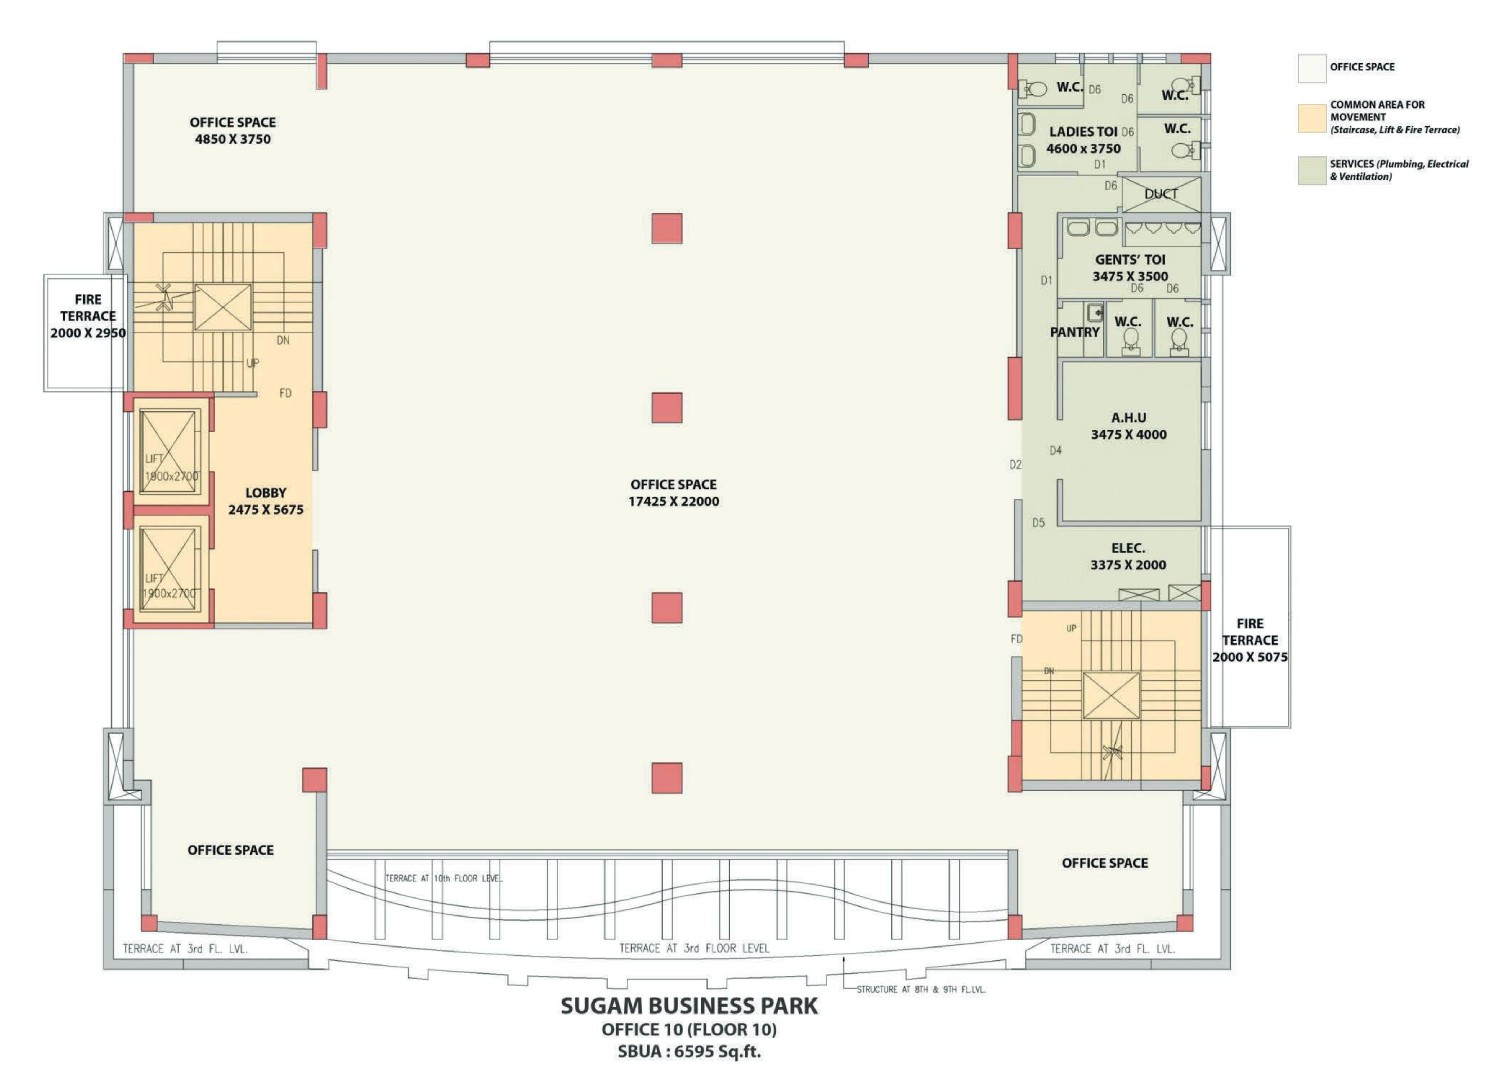 OFFICE SPACE
COMMON AREA FOR
MOVEMENT
(Staircase, Lift & Fire Terrace)
SERVICES (Plumbing, Electrical
& Ventilation)
OFFICE SPACE
4850 X 3750
W.C.
D6
D6
W.C.
LADIES TOI
4600 x 3750
D6
W.C.
D1
D6
DUCT
GENTS' TOI
3475 X 3500
D1
D6
D6
PANTRY
W.C.
W.C.
FIRE
TERRACE
2000 X 2950
DN
UP
FD
LIFT
1900x2700
LOBBY
2475 X 5675
LIFT
1900x2700
OFFICE SPACE
17425 X 22000
A.H.U
3475 X 4000
D4
D2
D5
ELEC.
3375 X 2000
FD
UP
DN
FIRE
TERRACE
2000 X 5075
OFFICE SPACE
OFFICE SPACE
TERRACE AT 10th FLOOR LEVEL
TERRACE AT 3rd FL. LVL.
TERRACE AT 3rd FLOOR LEVEL
TERRACE AT 3rd FL. LVL.
STRUCTURE AT 8TH & 9TH FL.LVL.
SUGAM BUSINESS PARK
OFFICE 10 (FLOOR 10)
SBUA : 6595 Sq.ft.